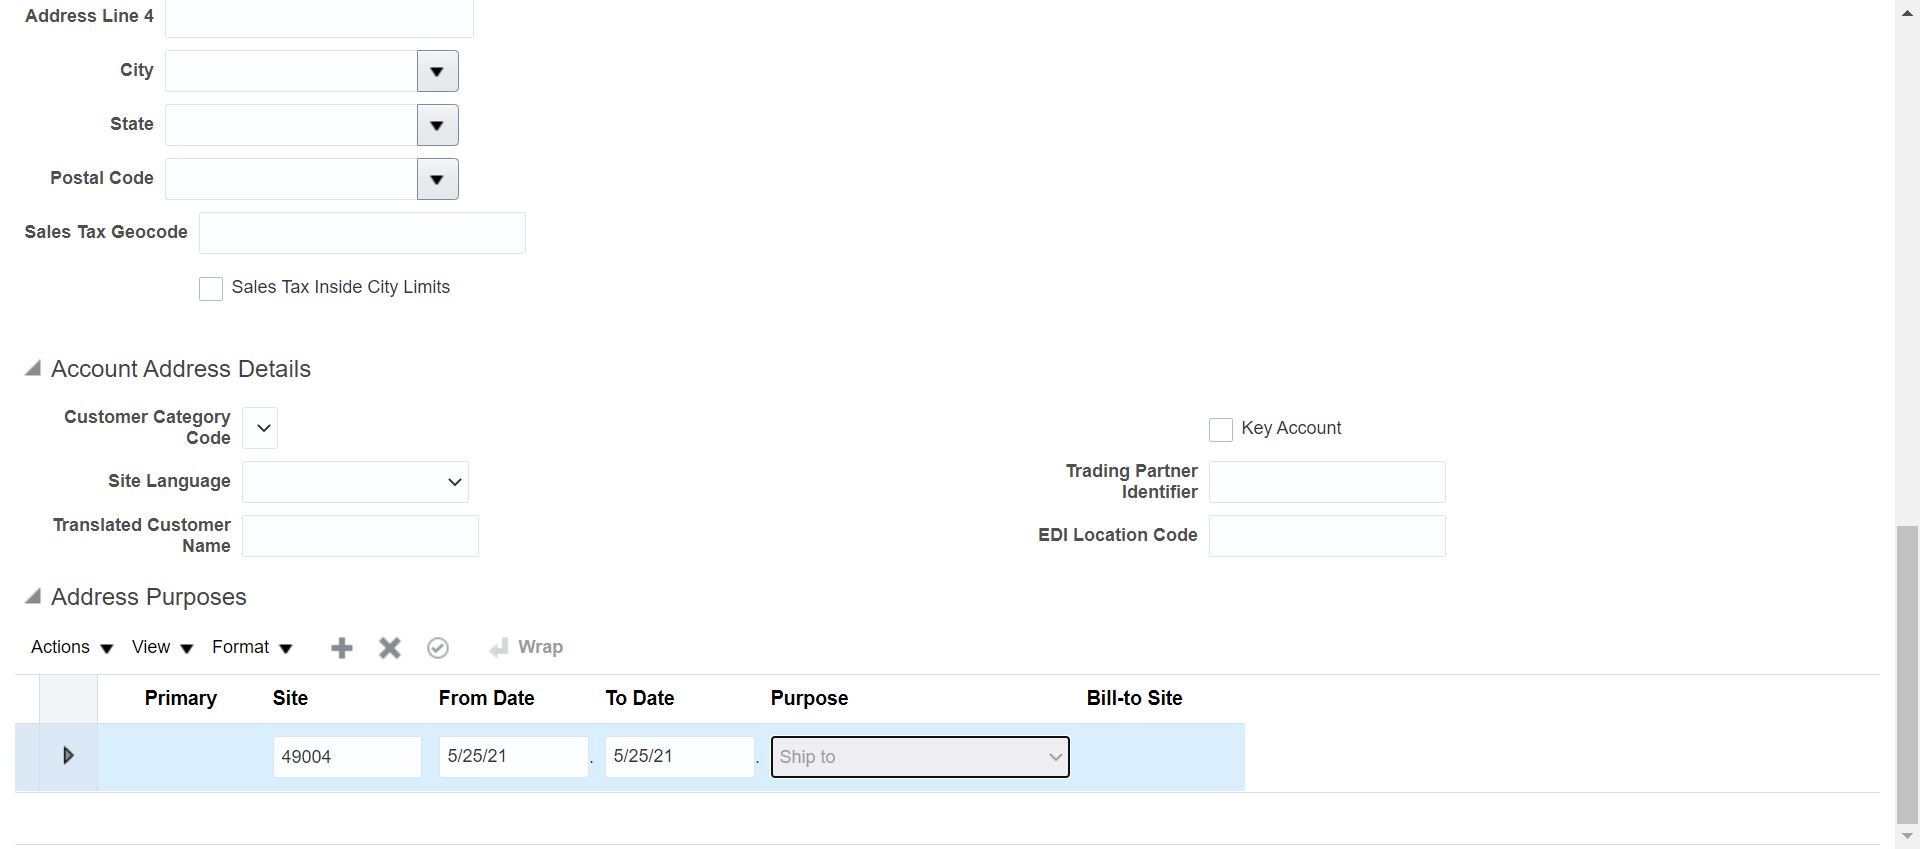 Address Line 4
City
State
Postal Code
Sales Tax Geocode
Sales Tax Inside City Limits
Account Address Details
Customer Category
Code
Key Account
Site Language
Trading Partner
Identifier
Translated Customer
Name
EDI Location Code
Address Purposes
Actions View Format Wrap
Primary Site From Date To Date Purpose Bill-to Site
49004 5/25/21 . 5/25/21 . Ship to